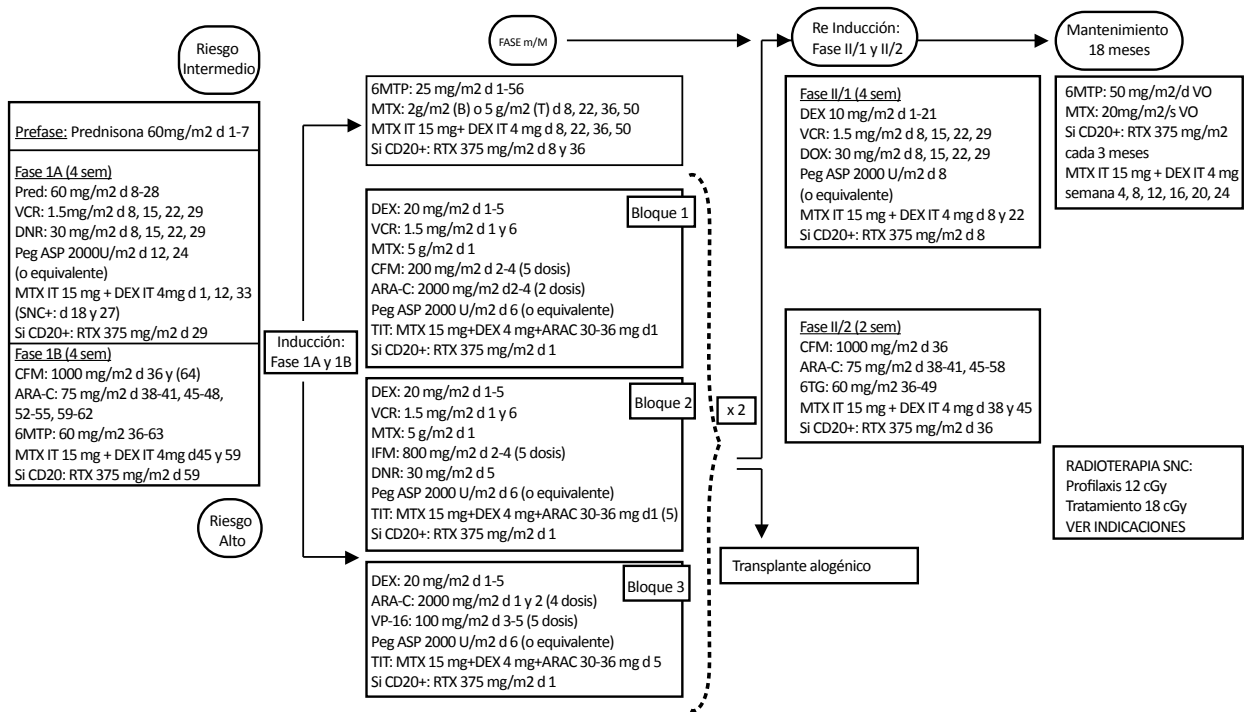 Riesgo
Intermedio
Prefase: Prednisona 60mg/m2 d 1-7
Fase 1A (4 sem)
Pred: 60 mg/m2 d 8-28
VCR: 1.5mg/m2 d 8, 15, 22, 29
DNR: 30 mg/m2 d 8, 15, 22, 29
Peg ASP 2000U/m2 d 12, 24
(o equivalente)
MTX IT 15 mg + DEX IT 4mg d 1, 12, 33
(SNC+: d 18 y 27)
Si CD20+: RTX 375 mg/m2 d 29
Fase 1B (4 sem)
CFM: 1000 mg/m2 d 36 y (64)
ARA-C: 75 mg/m2 d 38-41, 45-48,
52-55, 59-62
6MTP: 60 mg/m2 36-63
MTX IT 15 mg + DEX IT 4mg d45 y 59
Si CD20: RTX 375 mg/m2 d 59
Riesgo
Alto
Inducción:
Fase 1A y 1B
FASE m/M
6MTP: 25 mg/m2 d 1-56
MTX: 2g/m2 (B) o 5 g/m2 (T) d 8, 22, 36, 50
MTX IT 15 mg+ DEX IT 4 mg d 8, 22, 36, 50
Si CD20+: RTX 375 mg/m2 d 8 y 36
Bloque 1
DEX: 20 mg/m2 d 1-5
VCR: 1.5 mg/m2 d 1 y 6
MTX: 5 g/m2 d 1
CFM: 200 mg/m2 d 2-4 (5 dosis)
ARA-C: 2000 mg/m2 d2-4 (2 dosis)
Peg ASP 2000 U/m2 d 6 (o equivalente)
TIT: MTX 15 mg+DEX 4 mg+ARAC 30-36 mg d1
Si CD20+: RTX 375 mg/m2 d 1
Bloque 2
DEX: 20 mg/m2 d 1-5
VCR: 1.5 mg/m2 d 1 y 6
MTX: 5 g/m2 d 1
IFM: 800 mg/m2 d 2-4 (5 dosis)
DNR: 30 mg/m2 d 5
Peg ASP 2000 U/m2 d 6 (o equivalente)
TIT: MTX 15 mg+DEX 4 mg+ARAC 30-36 mg d1 (5)
Si CD20+: RTX 375 mg/m2 d 1
Bloque 3
DEX: 20 mg/m2 d 1-5
ARA-C: 2000 mg/m2 d 1 y 2 (4 dosis)
VP-16: 100 mg/m2 d 3-5 (5 dosis)
Peg ASP 2000 U/m2 d 6 (o equivalente)
TIT: MTX 15 mg+DEX 4 mg+ARAC 30-36 mg d 5
Si CD20+: RTX 375 mg/m2 d 1
x 2
Re Inducción:
Fase II/1 y II/2
Fase II/1 (4 sem)
DEX 10 mg/m2 d 1-21
VCR: 1.5 mg/m2 d 8, 15, 22, 29
DOX: 30 mg/m2 d 8, 15, 22, 29
Peg ASP 2000 U/m2 d 8
(o equivalente)
MTX IT 15 mg + DEX IT 4 mg d 8 y 22
Si CD20+: RTX 375 mg/m2 d 8
Fase II/2 (2 sem)
CFM: 1000 mg/m2 d 36
ARA-C: 75 mg/m2 d 38-41, 45-58
6TG: 60 mg/m2 36-49
MTX IT 15 mg + DEX IT 4 mg d 38 y 45
Si CD20+: RTX 375 mg/m2 d 36
Transplante alogénico
Mantenimiento
18 meses
6MTP: 50 mg/m2/d VO
MTX: 20mg/m2/s VO
Si CD20+: RTX 375 mg/m2
cada 3 meses
MTX IT 15 mg + DEX IT 4 mg
semana 4, 8, 12, 16, 20, 24
RADIOTERAPIA SNC:
Profilaxis 12 cGy
Tratamiento 18 cGy
VER INDICACIONES